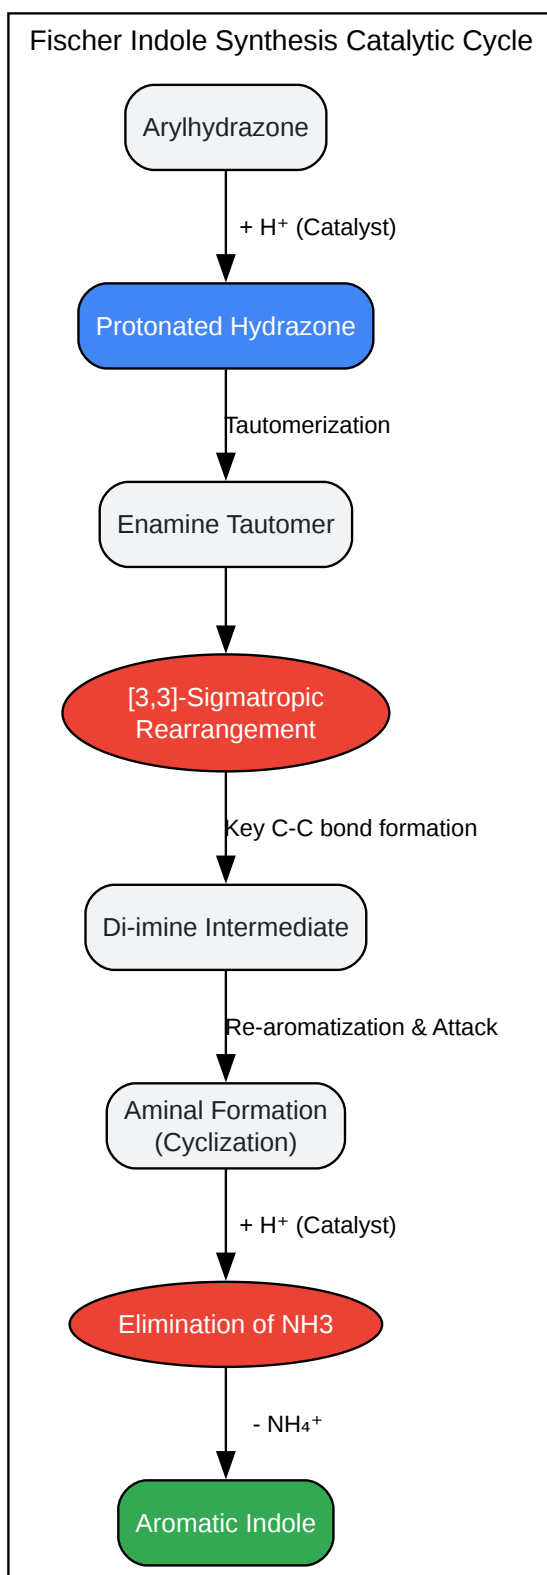 Fischer Indole Synthesis Catalytic Cycle
Arylhydrazone
+ H⁺ (Catalyst)
Protonated Hydrazone
Tautomerization
Enamine Tautomer
[3,3]-Sigmatropic
Rearrangement
Key C-C bond formation
Di-imine Intermediate
Re-aromatization & Attack
Aminal Formation
(Cyclization)
+ H⁺ (Catalyst)
Elimination of NH3
- NH₄⁺
Aromatic Indole